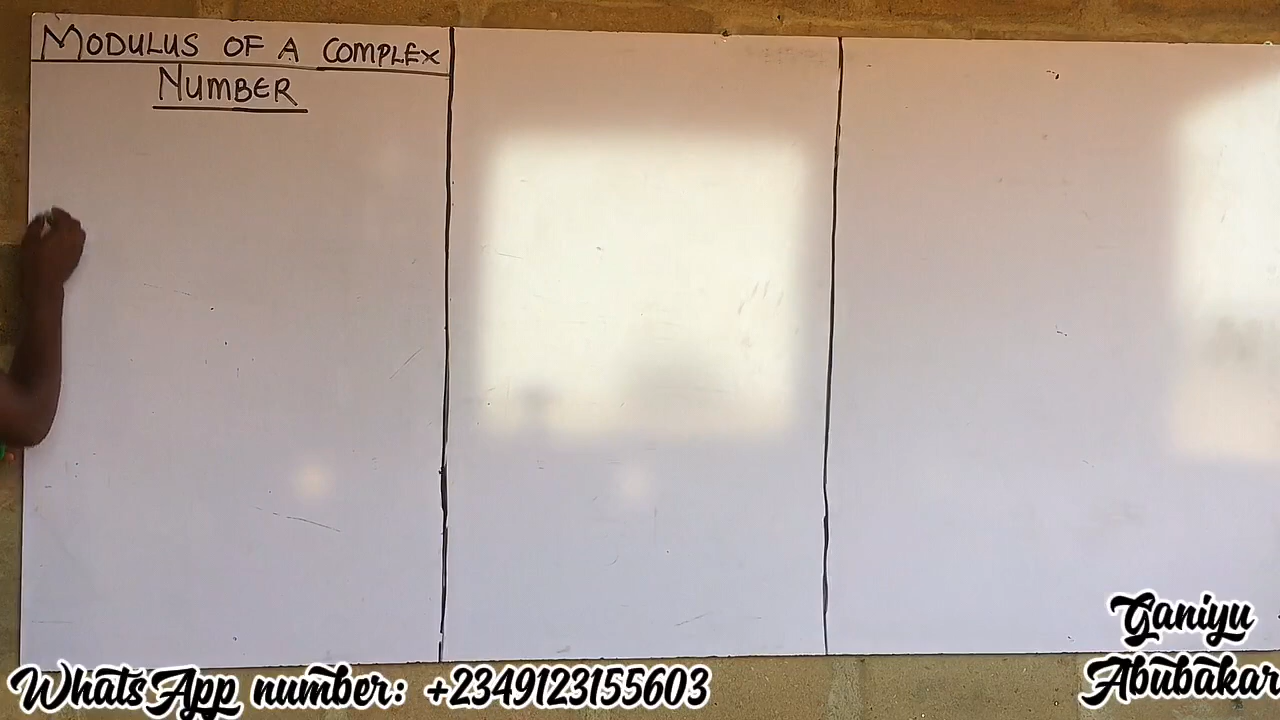 MODULUS OF A COMPLEX
NUMBER
WhatsApp number: +2349123155603
Ganiyu
Abubakar